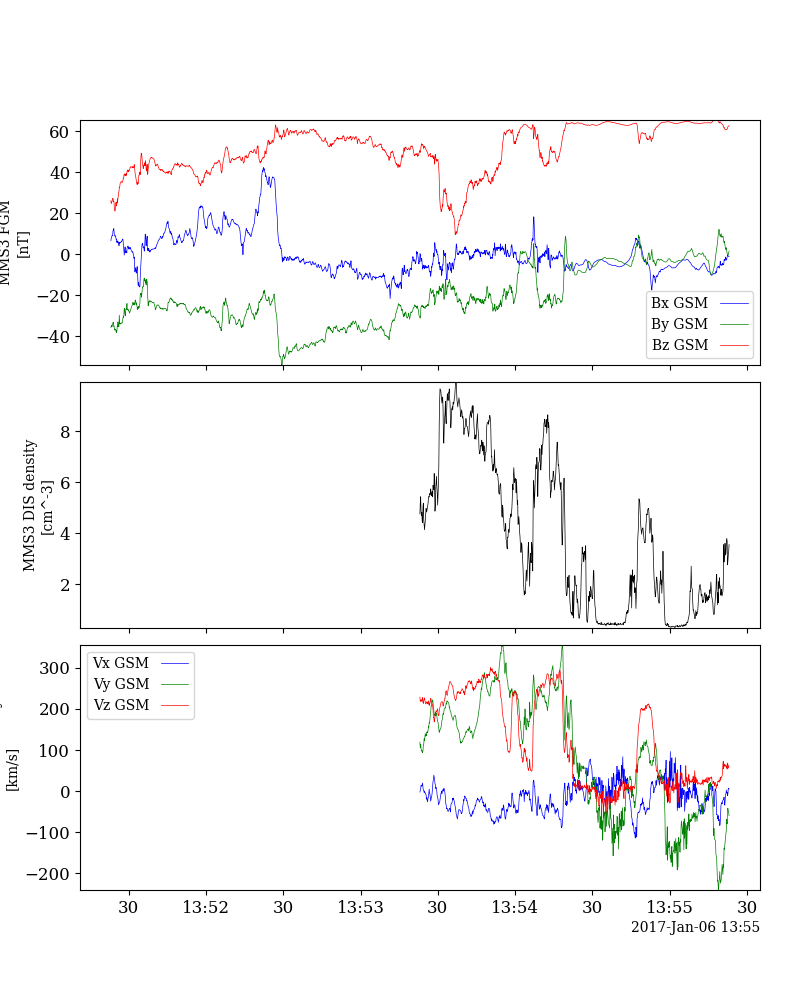 60
40
20
0
−20
−40
MMS3 FGM
[nT]
Bx GSM
By GSM
Bz GSM
8
6
4
2
MMS3 DIS density
[cm^-3]
Vx GSM
Vy GSM
Vz GSM
300
200
100
0
−100
−200
[km/s]
30 13:52 30 13:53 30 13:54 30 13:55 30
2017-Jan-06 13:55